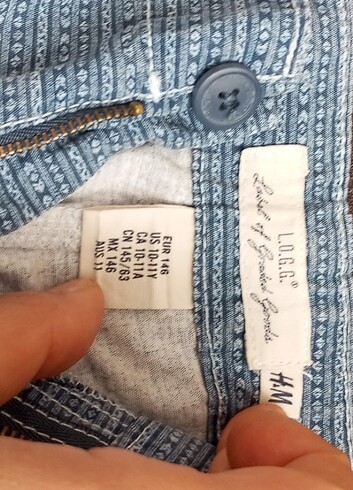 EUR 146
US 10-11Y
CA 10-11A
CN 145/63
MX 146
AUS 11
L.O.G.G.®
Label of Graded Goods
H&M